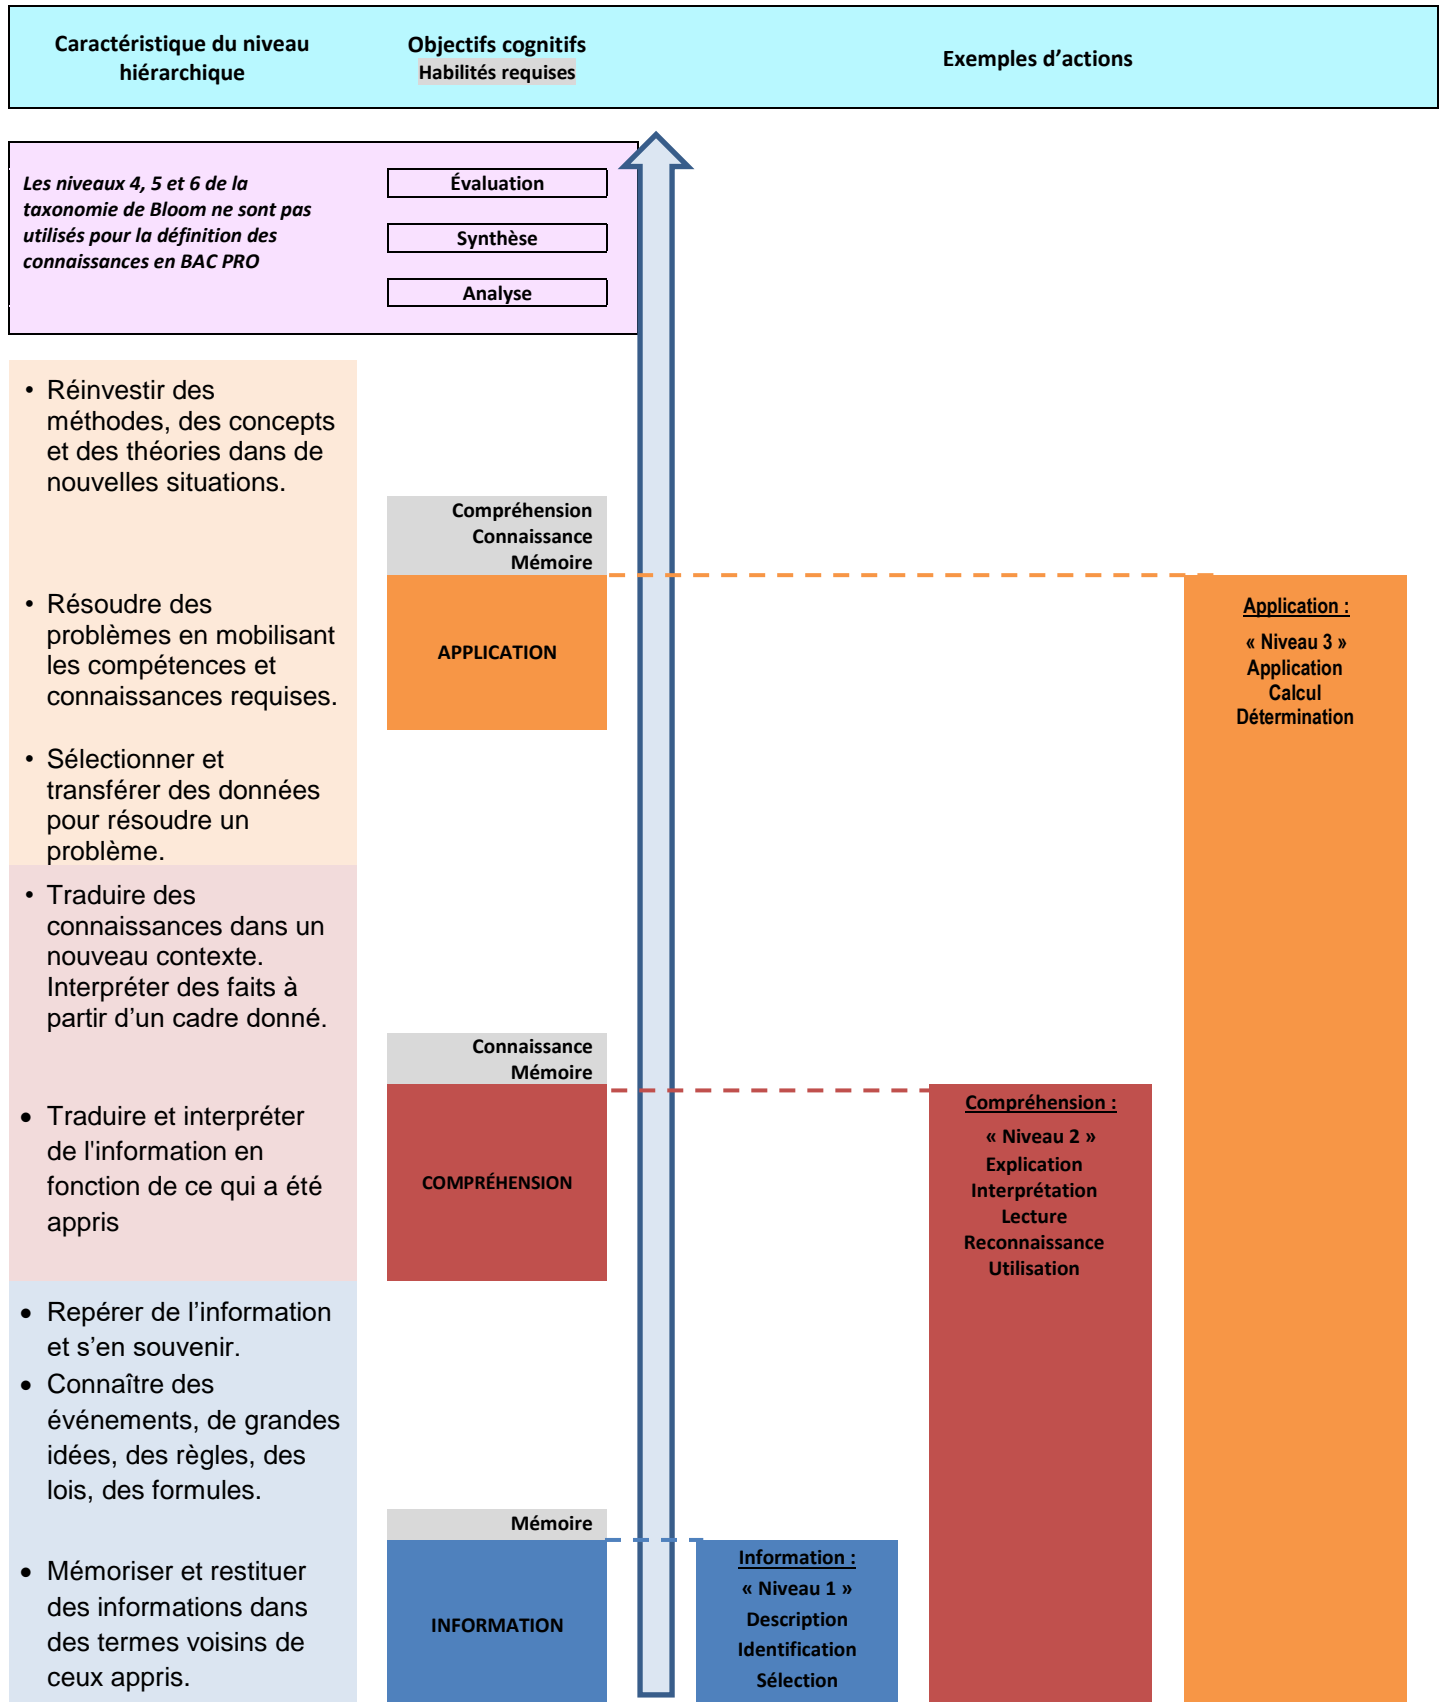 Caractéristique du niveau
hiérarchique
Objectifs cognitifs
Habilités requises
Exemples d’actions
Les niveaux 4, 5 et 6 de la
taxonomie de Bloom ne sont pas
utilisés pour la définition des
connaissances en BAC PRO
Évaluation
Synthèse
Analyse
• Réinvestir des
méthodes, des concepts
et des théories dans de
nouvelles situations.
• Résoudre des
problèmes en mobilisant
les compétences et
connaissances requises.
• Sélectionner et
transférer des données
pour résoudre un
problème.
Compréhension
Connaissance
Mémoire
APPLICATION
Application :
« Niveau 3 »
Application
Calcul
Détermination
• Traduire des
connaissances dans un
nouveau contexte.
Interpréter des faits à
partir d’un cadre donné.
• Traduire et interpréter
de l'information en
fonction de ce qui a été
appris
Connaissance
Mémoire
COMPRÉHENSION
Compréhension :
« Niveau 2 »
Explication
Interprétation
Lecture
Reconnaissance
Utilisation
• Repérer de l’information
et s’en souvenir.
• Connaître des
événements, de grandes
idées, des règles, des
lois, des formules.
• Mémoriser et restituer
des informations dans
des termes voisins de
ceux appris.
Mémoire
INFORMATION
Information :
« Niveau 1 »
Description
Identification
Sélection